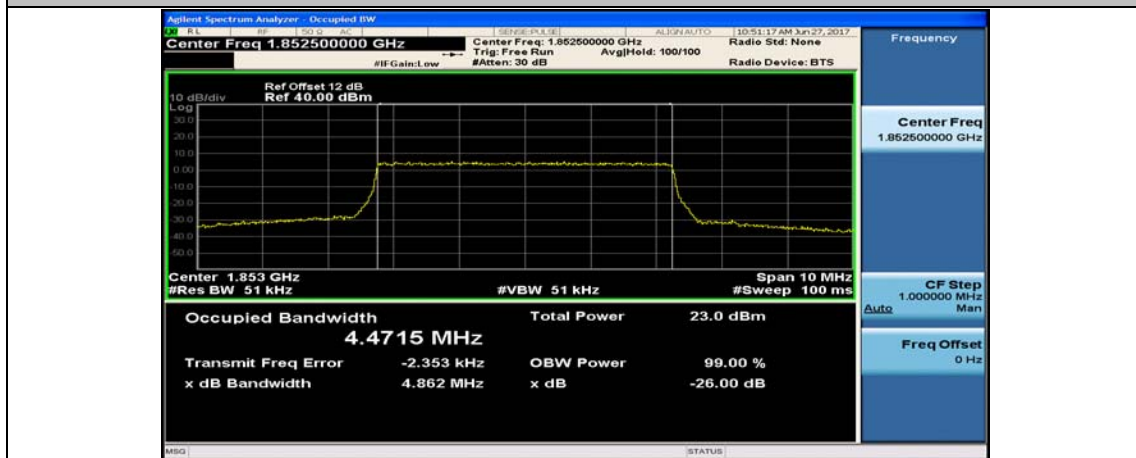 Agilent Spectrum Analyzer - Occupied BW
RL RF 50 Ω AC SENSE:PULSE ALIGN AUTO 10:51:17 AM Jun 27, 2017
Center Freq 1.852500000 GHz Center Freq: 1.852500000 GHz Radio Std: None Frequency
Trig: Free Run Avg|Hold: 100/100
#IFGain:Low #Atten: 30 dB Radio Device: BTS
Ref Offset 12 dB
10 dB/div Ref 40.00 dBm
Log
30.0
20.0
10.0
0.00
-10.0
-20.0
-30.0
-40.0
-50.0
Center Freq
1.852500000 GHz
Center 1.853 GHz Span 10 MHz
#Res BW 51 kHz #VBW 51 kHz #Sweep 100 ms
CF Step
1.000000 MHz
Auto Man
Occupied Bandwidth Total Power 23.0 dBm
4.4715 MHz
Freq Offset
0 Hz
Transmit Freq Error -2.353 kHz OBW Power 99.00 %
x dB Bandwidth 4.862 MHz x dB -26.00 dB
MSG STATUS